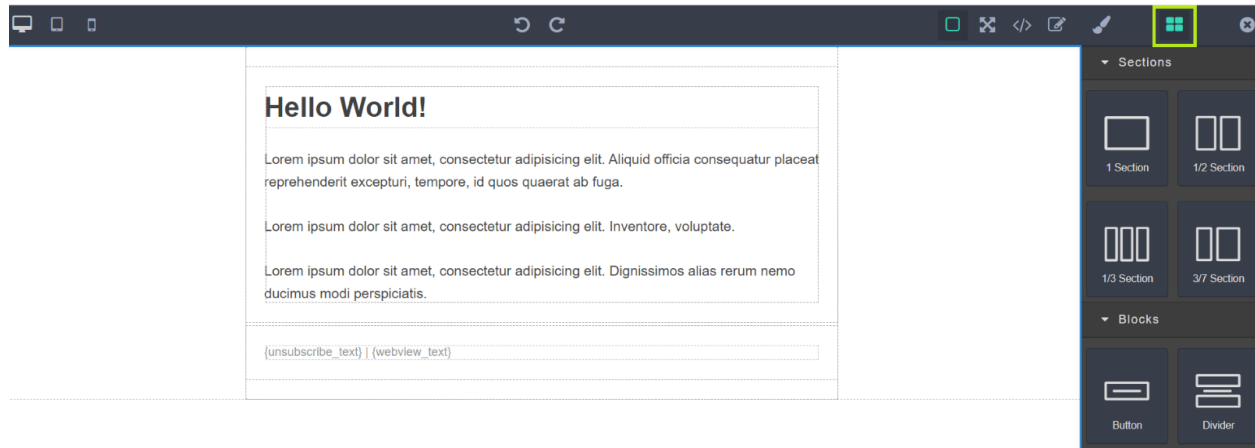 Sections
Hello World!
Lorem ipsum dolor sit amet, consectetur adipisicing elit. Aliquid officia consequatur placeat
reprehenderit excepturi, tempore, id quos quaerat ab fuga.
1 Section
1/2 Section
Lorem ipsum dolor sit amet, consectetur adipisicing elit. Inventore, voluptate.
Lorem ipsum dolor sit amet, consectetur adipisicing elit. Dignissimos alias rerum nemo
ducimus modi perspiciatis.
1/3 Section
3/7 Section
Blocks
{unsubscribe_text} | {webview_text}
Button
Divider